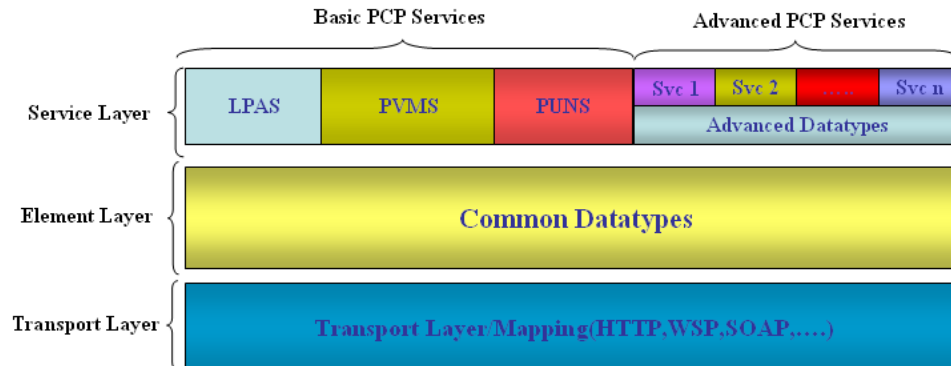 Basic PCP Services
Advanced PCP Services
Service Layer
LPAS
PVMS
PUNS
Svc 1
Svc 2
......
Svc n
Advanced Datatypes
Element Layer
Common Datatypes
Transport Layer
Transport Layer/Mapping(HTTP,WSP,SOAP,....)